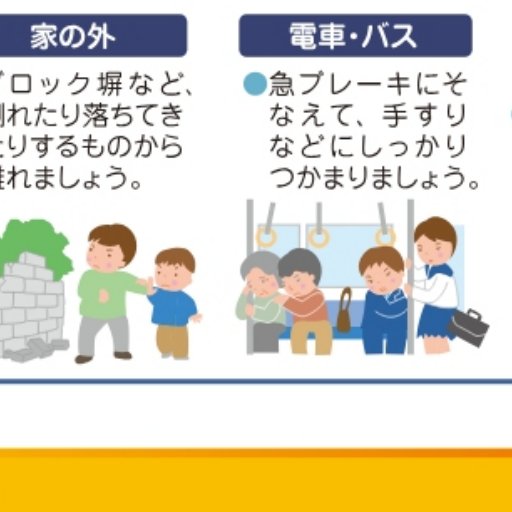 家の外
ブロック塀など、
倒れたり落ちてき
たりするものから
離れましょう。
電車・バス
●急ブレーキにそ
なえて、手すり
などにしっかり
つかまりましょう。